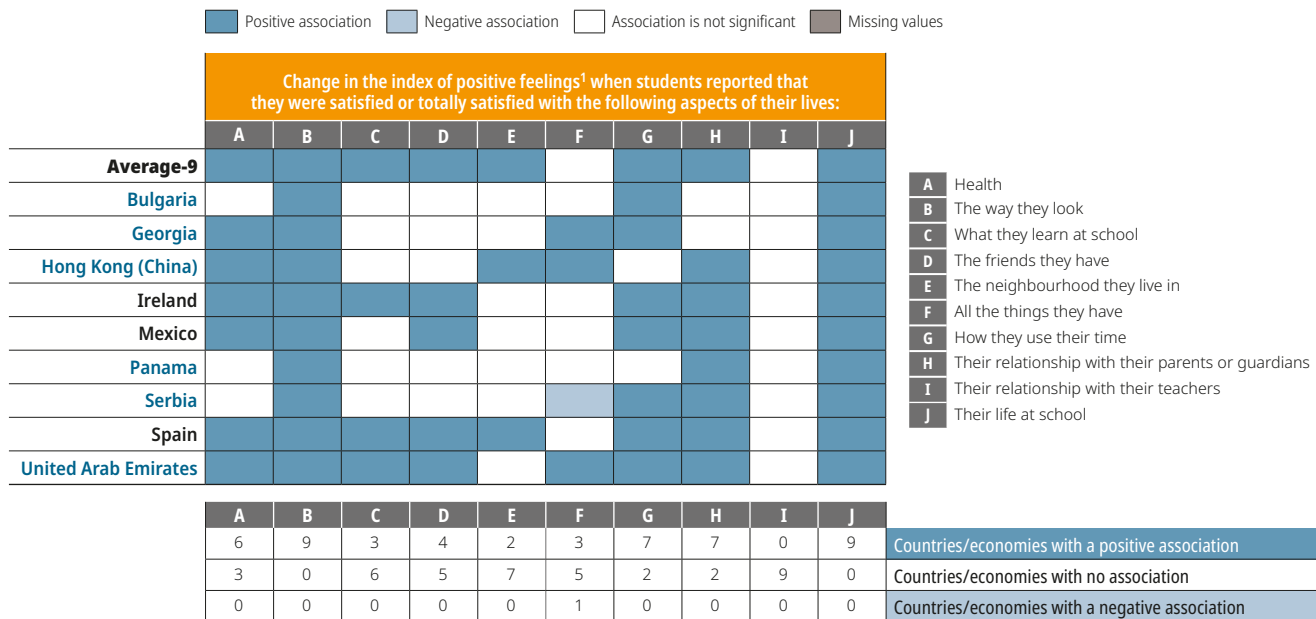 Positive association Negative association Association is not significant Missing values
Change in the index of positive feelings¹ when students reported that
they were satisfied or totally satisfied with the following aspects of their lives:
A B C D E F G H I J
Average-9
Bulgaria
Georgia
Hong Kong (China)
Ireland
Mexico
Panama
Serbia
Spain
United Arab Emirates
A Health
B The way they look
C What they learn at school
D The friends they have
E The neighbourhood they live in
F All the things they have
G How they use their time
H Their relationship with their parents or guardians
I Their relationship with their teachers
J Their life at school
A B C D E F G H I J
6 9 3 4 2 3 7 7 0 9 Countries/economies with a positive association
3 0 6 5 7 5 2 2 9 0 Countries/economies with no association
0 0 0 0 0 1 0 0 0 0 Countries/economies with a negative association